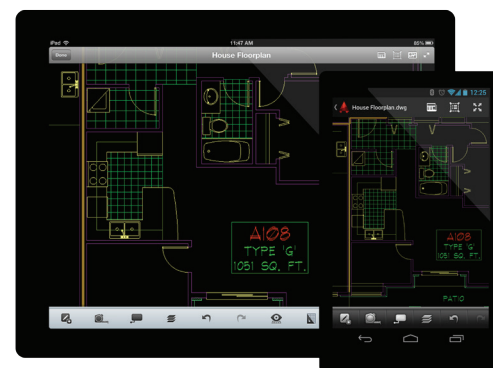 iPad
11:47 AM
85%
Done
House Floorplan
A108
TYPE 'G'
1051 SQ. FT.
12:25
House Floorplan.dwg
A108
TYPE 'G'
1051 SQ. FT.
PATIO